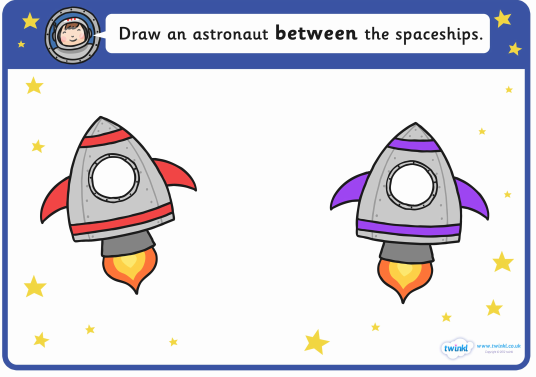 Draw an astronaut between the spaceships.
twinkl
www.twinkl.co.uk